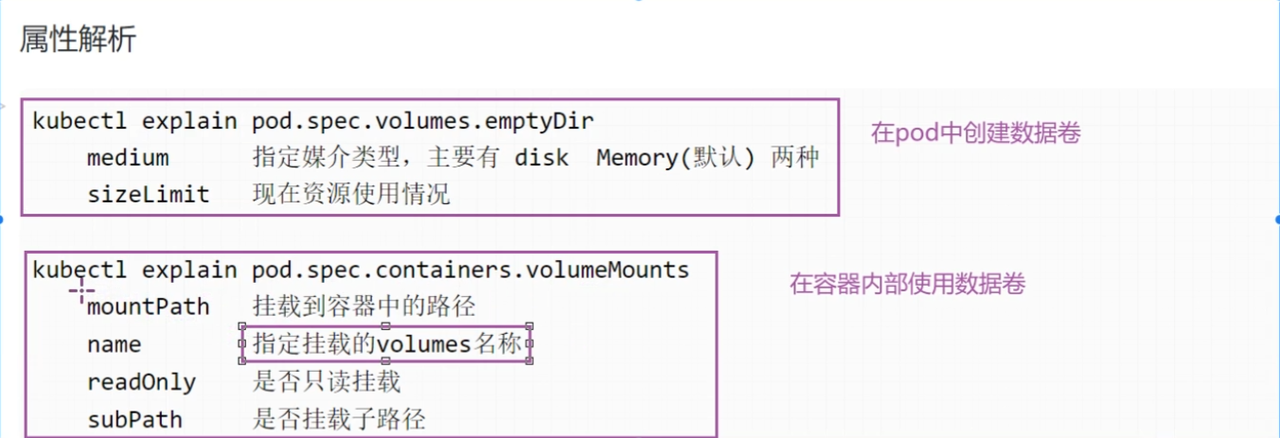 属性解析
kubectl explain pod.spec.volumes.emptyDir
在pod中创建数据卷
medium 指定媒介类型，主要有 disk Memory(默认) 两种
sizeLimit 现在资源使用情况
kubectl explain pod.spec.containers.volumeMounts
在容器内部使用数据卷
mountPath 挂载到容器中的路径
name 指定挂载的volumes名称
readOnly 是否只读挂载
subPath 是否挂载子路径